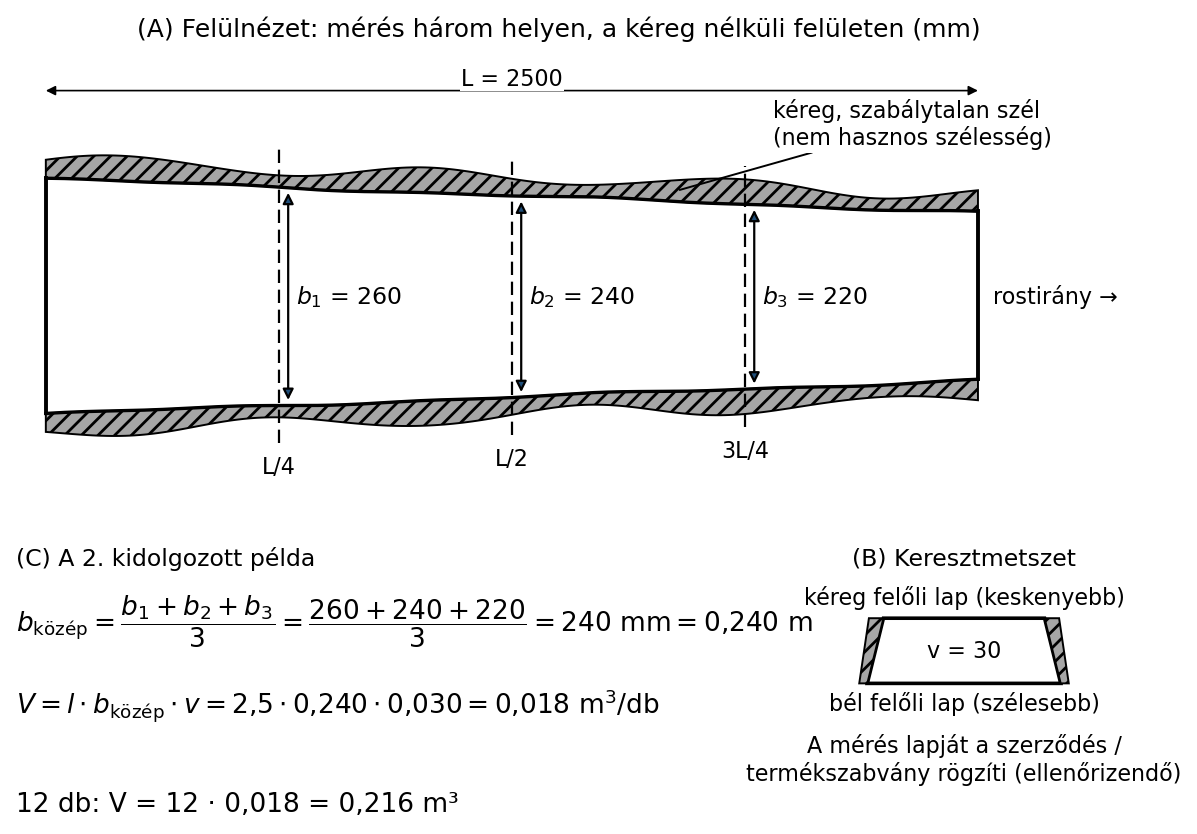 (A) Felülnézet: mérés három helyen, a kéreg nélküli felületen (mm)
L = 2500
kéreg, szabálytalan szél
(nem hasznos szélesség)
b₁ = 260
b₂ = 240
b₃ = 220
rostirány →
L/4
L/2
3L/4
(C) A 2. kidolgozott példa
b_közép = (b₁ + b₂ + b₃)/3 = (260 + 240 + 220)/3 = 240 mm = 0,240 m
V = l · b_közép · v = 2,5 · 0,240 · 0,030 = 0,018 m³/db
12 db: V = 12 · 0,018 = 0,216 m³
(B) Keresztmetszet
kéreg felőli lap (keskenyebb)
v = 30
bél felőli lap (szélesebb)
A mérés lapját a szerződés /
termékszabvány rögzíti (ellenőrizendő)